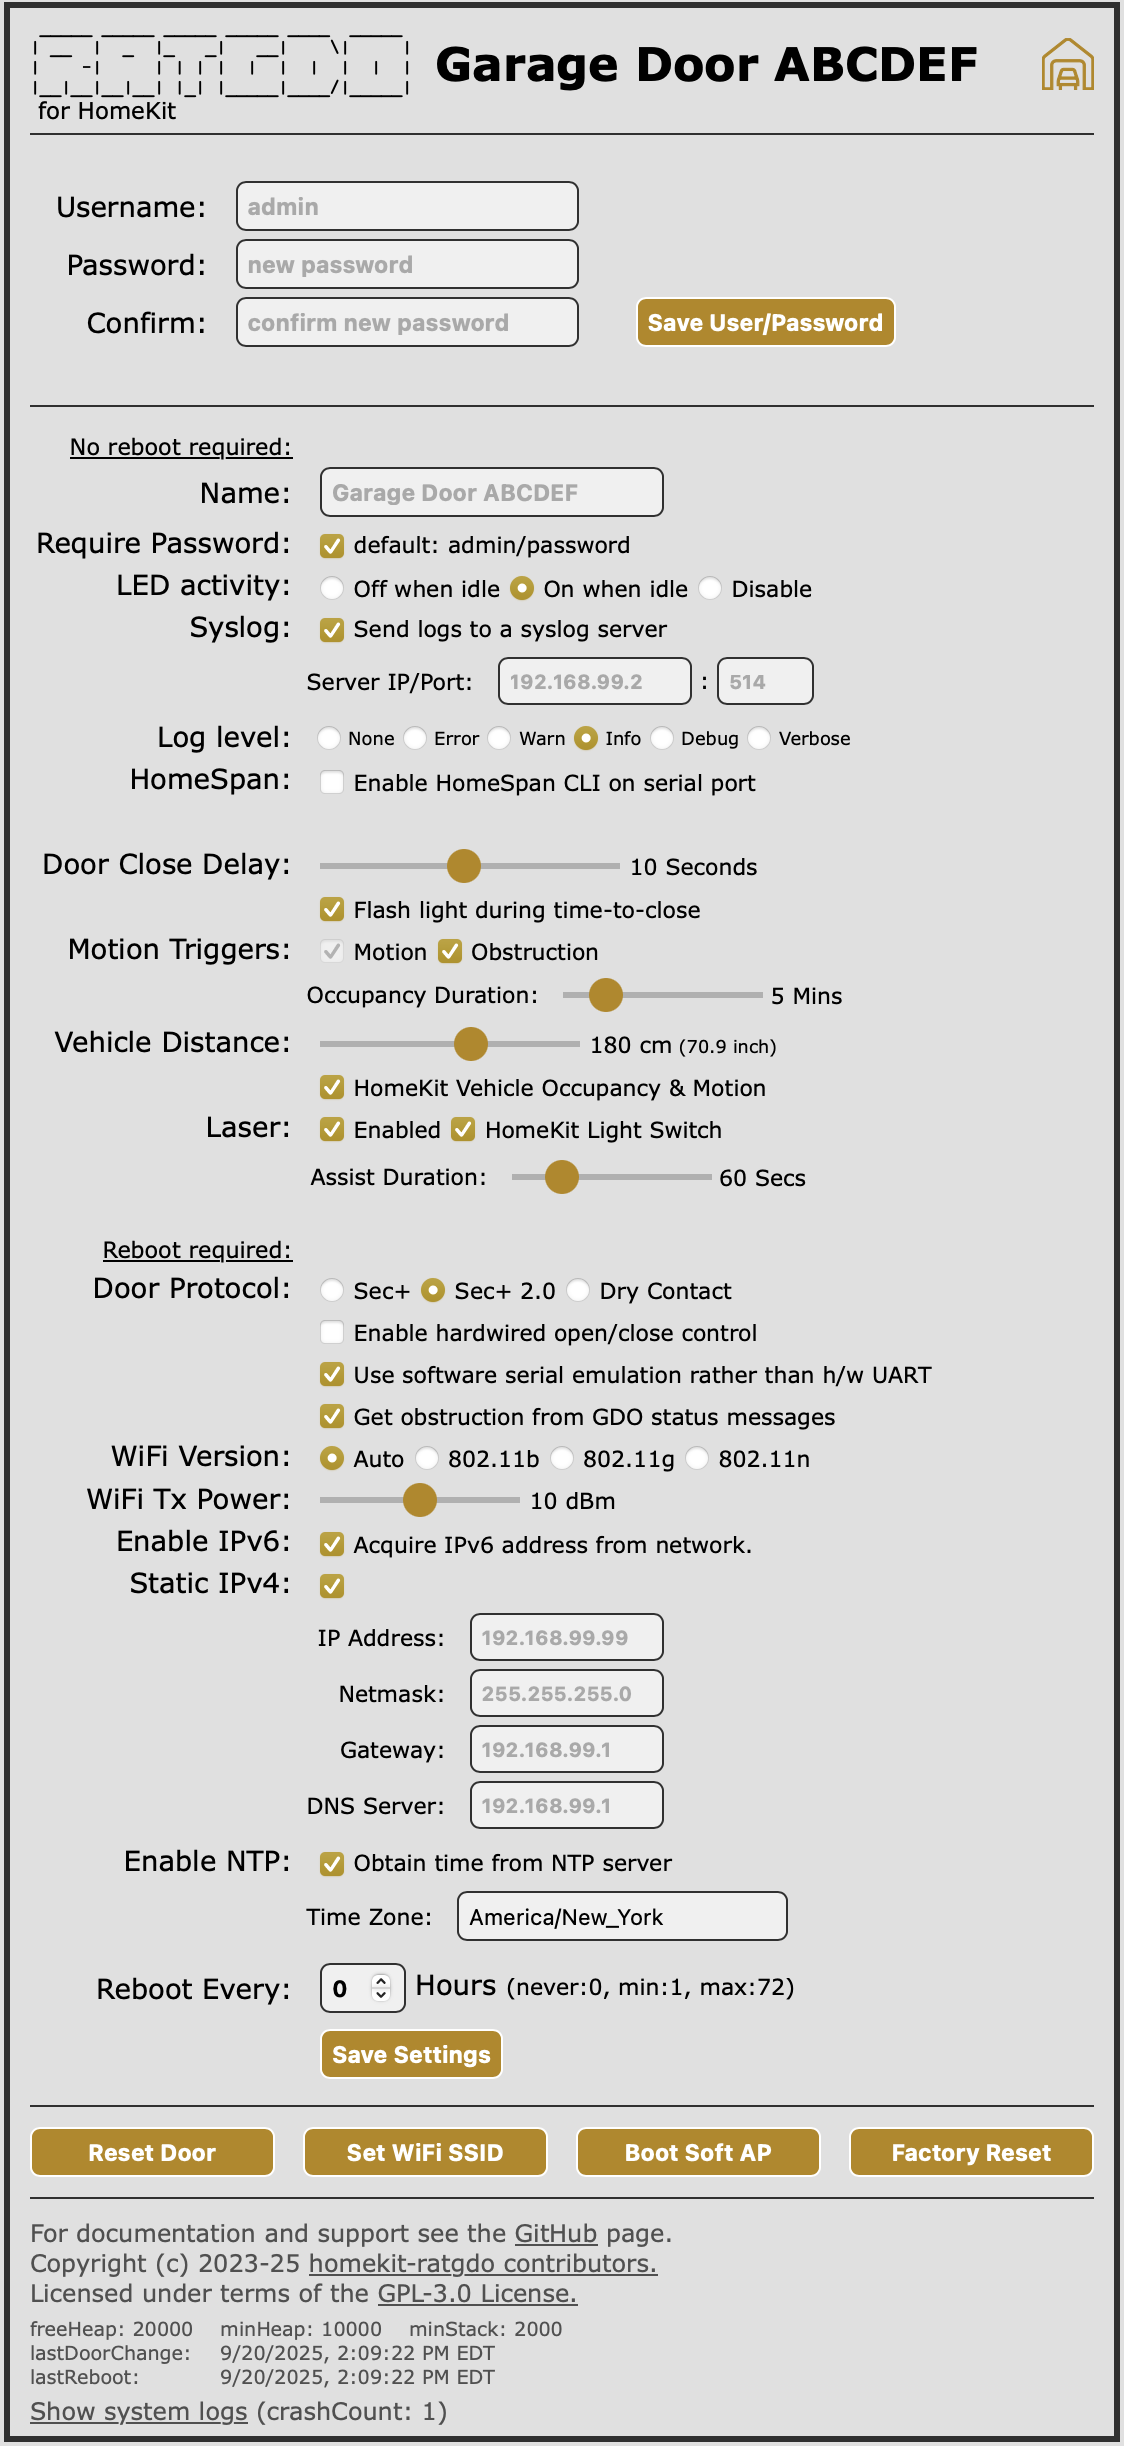 RATGDO
Garage Door ABCDEF
for HomeKit
Username: admin
Password: new password
Confirm: confirm new password
Save User/Password
No reboot required:
Name: Garage Door ABCDEF
Require Password: default: admin/password
LED activity: Off when idle On when idle Disable
Syslog: Send logs to a syslog server
Server IP/Port: 192.168.99.2 : 514
Log level: None Error Warn Info Debug Verbose
HomeSpan: Enable HomeSpan CLI on serial port
Door Close Delay: 10 Seconds
Flash light during time-to-close
Motion Triggers: Motion Obstruction
Occupancy Duration: 5 Mins
Vehicle Distance: 180 cm (70.9 inch)
HomeKit Vehicle Occupancy & Motion
Laser: Enabled HomeKit Light Switch
Assist Duration: 60 Secs
Reboot required:
Door Protocol: Sec+ Sec+ 2.0 Dry Contact
Enable hardwired open/close control
Use software serial emulation rather than h/w UART
Get obstruction from GDO status messages
WiFi Version: Auto 802.11b 802.11g 802.11n
WiFi Tx Power: 10 dBm
Enable IPv6: Acquire IPv6 address from network.
Static IPv4:
IP Address: 192.168.99.99
Netmask: 255.255.255.0
Gateway: 192.168.99.1
DNS Server: 192.168.99.1
Enable NTP: Obtain time from NTP server
Time Zone: America/New_York
Reboot Every: 0 Hours (never:0, min:1, max:72)
Save Settings
Reset Door Set WiFi SSID Boot Soft AP Factory Reset
For documentation and support see the GitHub page.
Copyright (c) 2023-25 homekit-ratgdo contributors.
Licensed under terms of the GPL-3.0 License.
freeHeap: 20000 minHeap: 10000 minStack: 2000
lastDoorChange: 9/20/2025, 2:09:22 PM EDT
lastReboot: 9/20/2025, 2:09:22 PM EDT
Show system logs (crashCount: 1)